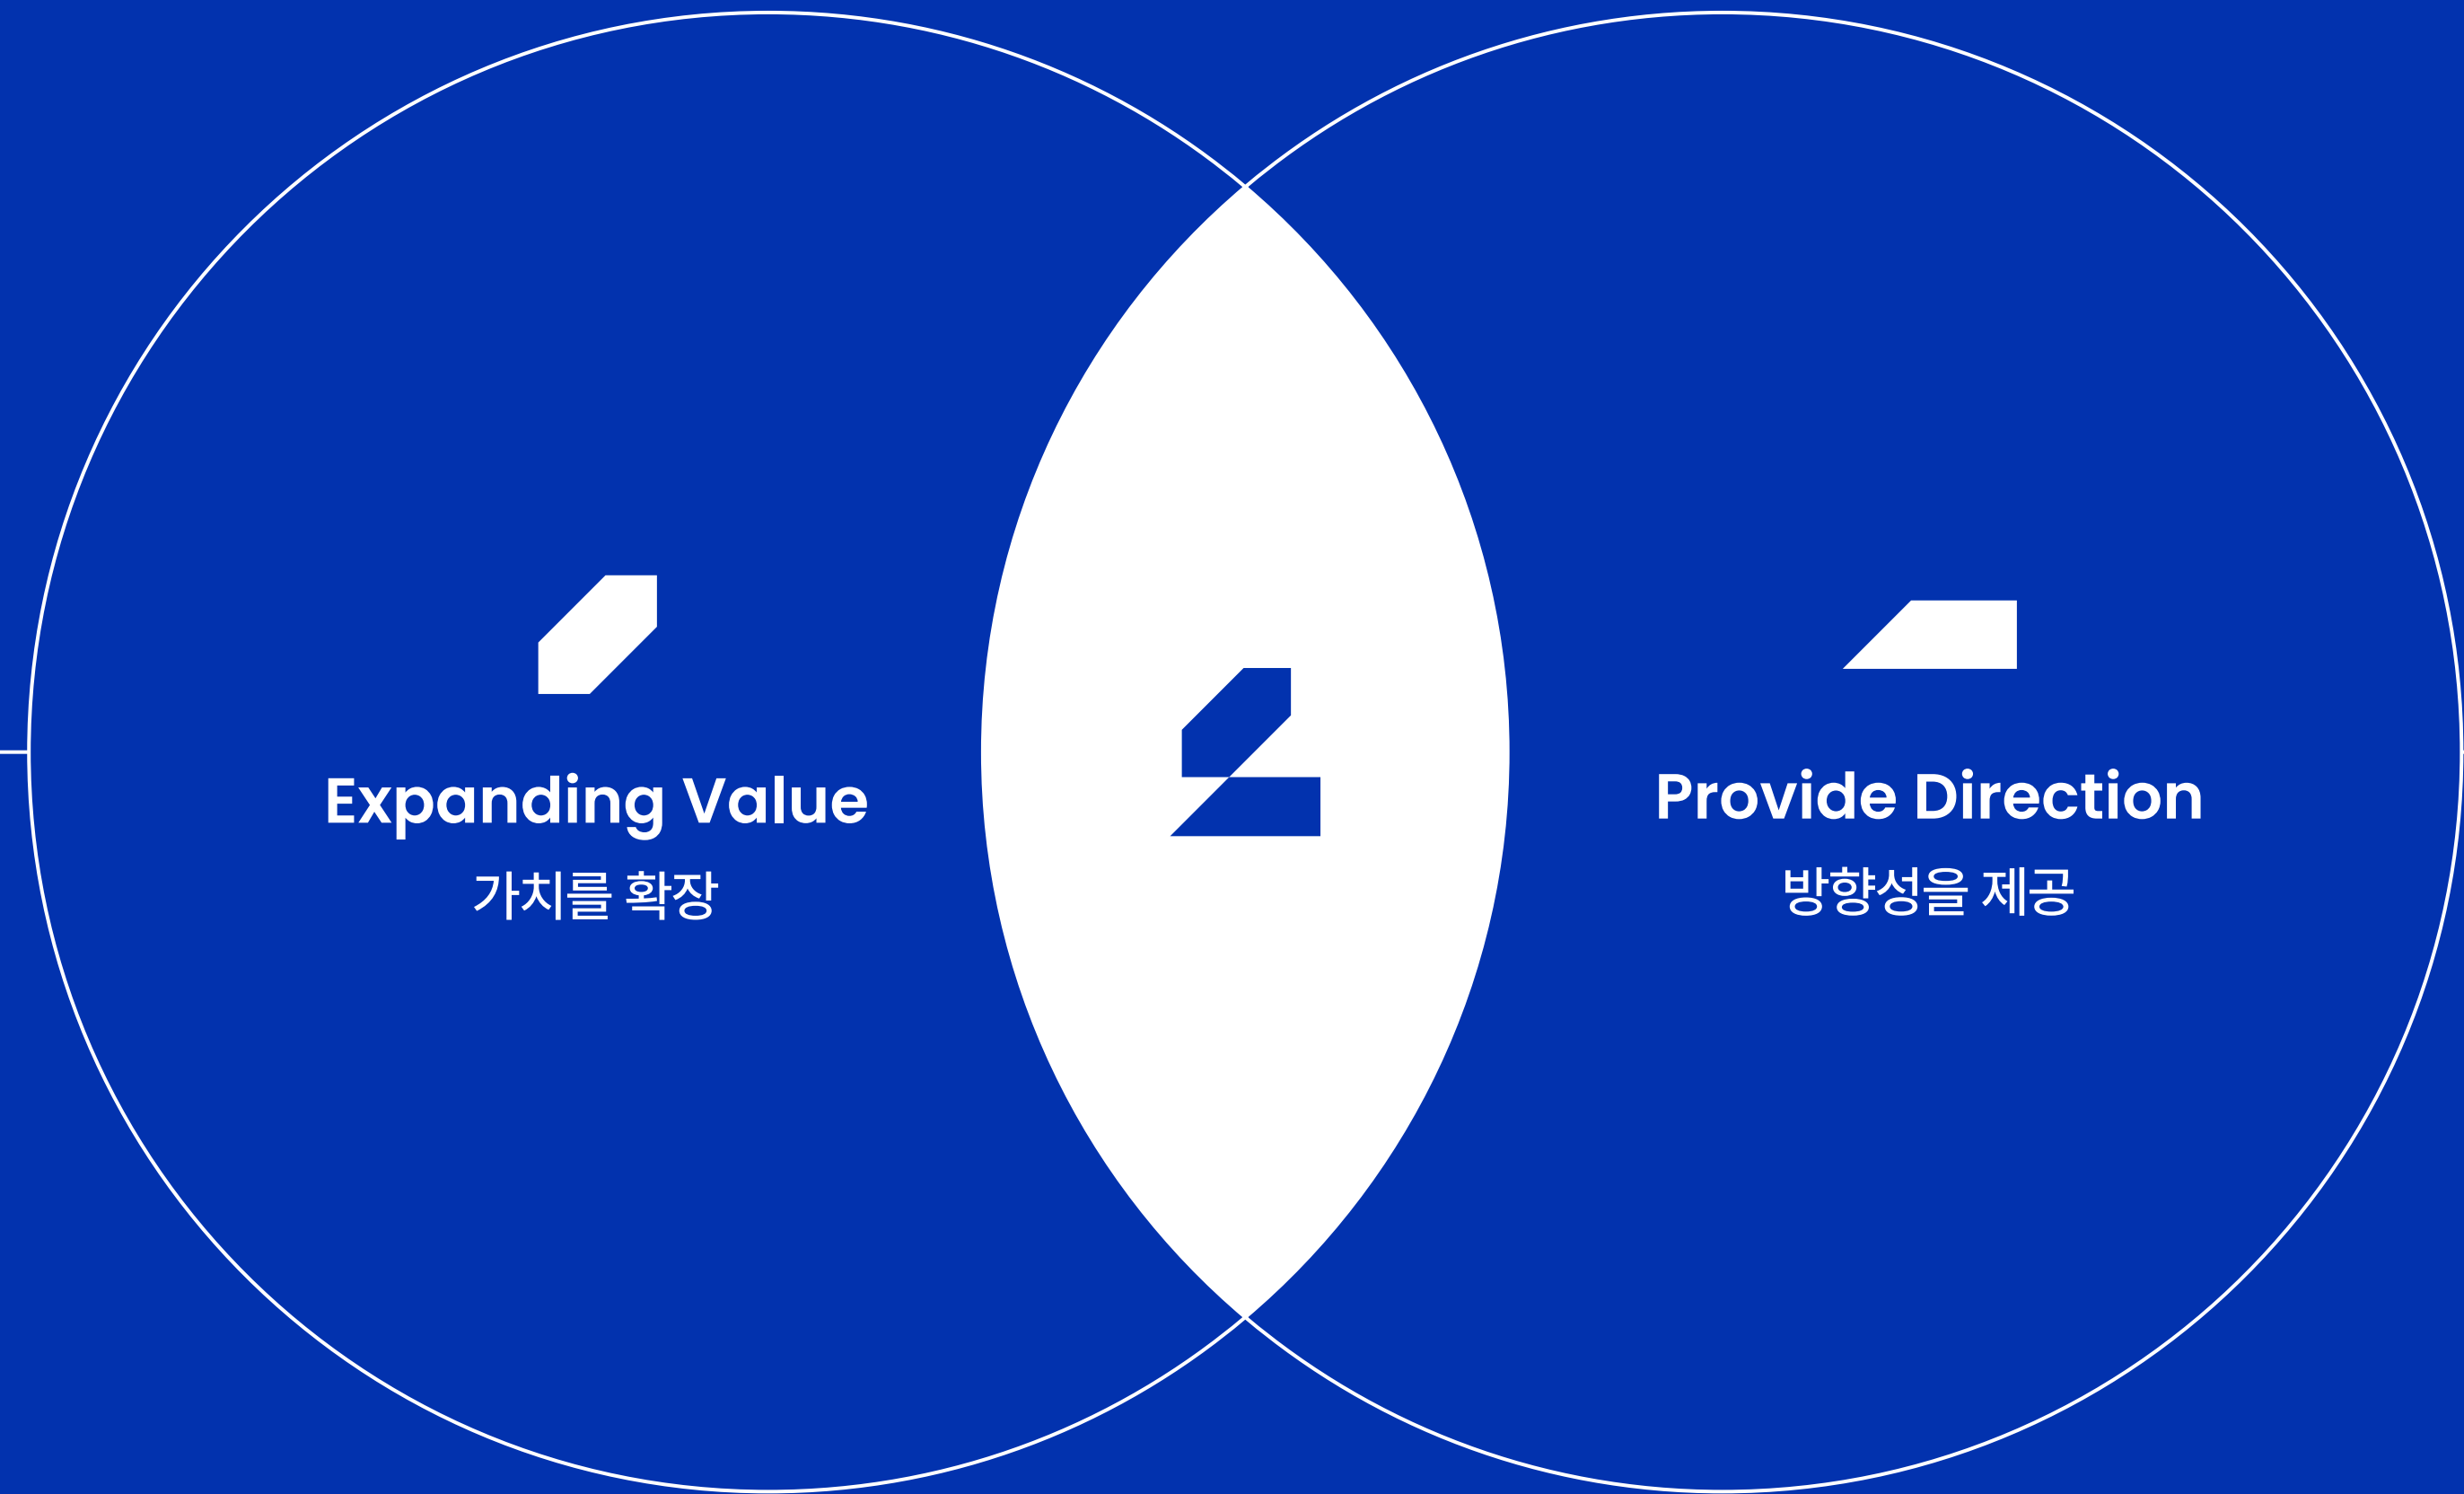 Expanding Value
가치를 확장
Provide Direction
방향성을 제공